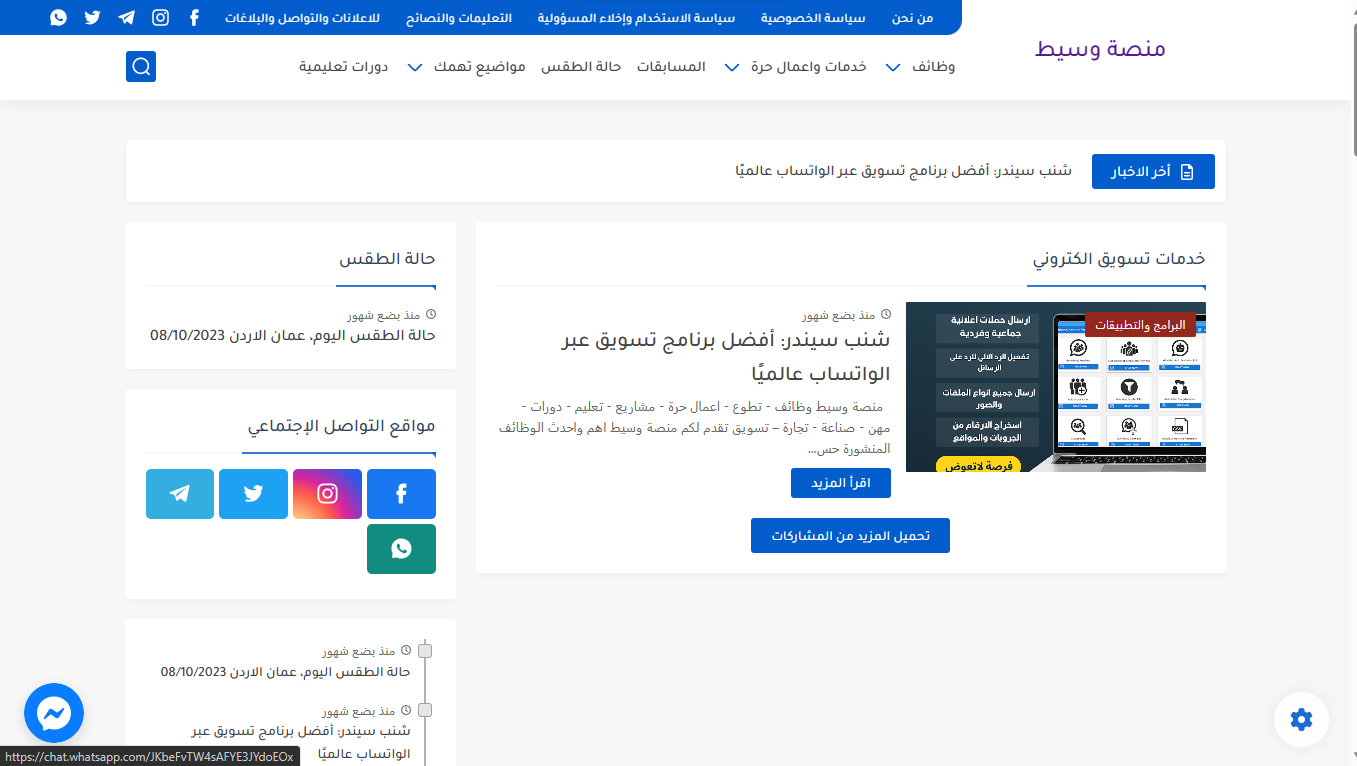 من نحن
سياسة الخصوصية
سياسة الاستخدام وإخلاء المسؤولية
التعليمات والنصائح
للاعلانات والتواصل والبلاغات
منصة وسيط
وظائف
خدمات واعمال حرة
المسابقات
حالة الطقس
مواضيع تهمك
دورات تعليمية
أخر الاخبار
شنب سيندر: أفضل برنامج تسويق عبر الواتساب عالميًا
خدمات تسويق الكتروني
البرامج والتطبيقات
ارسال حملات اعلانية
جماعية وفردية
تفعيل الرد الالي للرد على
الرسائل
ارسال جميع انواع الملفات
والصور
اسخراج الارقام من
الجروبات والمواقع
فرصة لاتعوض
منذ بضع شهور
شنب سيندر: أفضل برنامج تسويق عبر
الواتساب عالميًا
منصة وسيط وظائف - تطوع - اعمال حرة - مشاريع - تعليم - دورات -
مهن - صناعة - تجارة – تسويق تقدم لكم منصة وسيط اهم واحدث الوظائف
المنشورة حس...
اقرأ المزيد
تحميل المزيد من المشاركات
حالة الطقس
منذ بضع شهور
حالة الطقس اليوم، عمان الاردن 08/10/2023
مواقع التواصل الإجتماعي
منذ بضع شهور
حالة الطقس اليوم، عمان الاردن 08/10/2023
منذ بضع شهور
شنب سيندر: أفضل برنامج تسويق عبر
الواتساب عالميًا
https://chat.whatsapp.com/JKbeFvTW4sAFYE3JYdoEOx